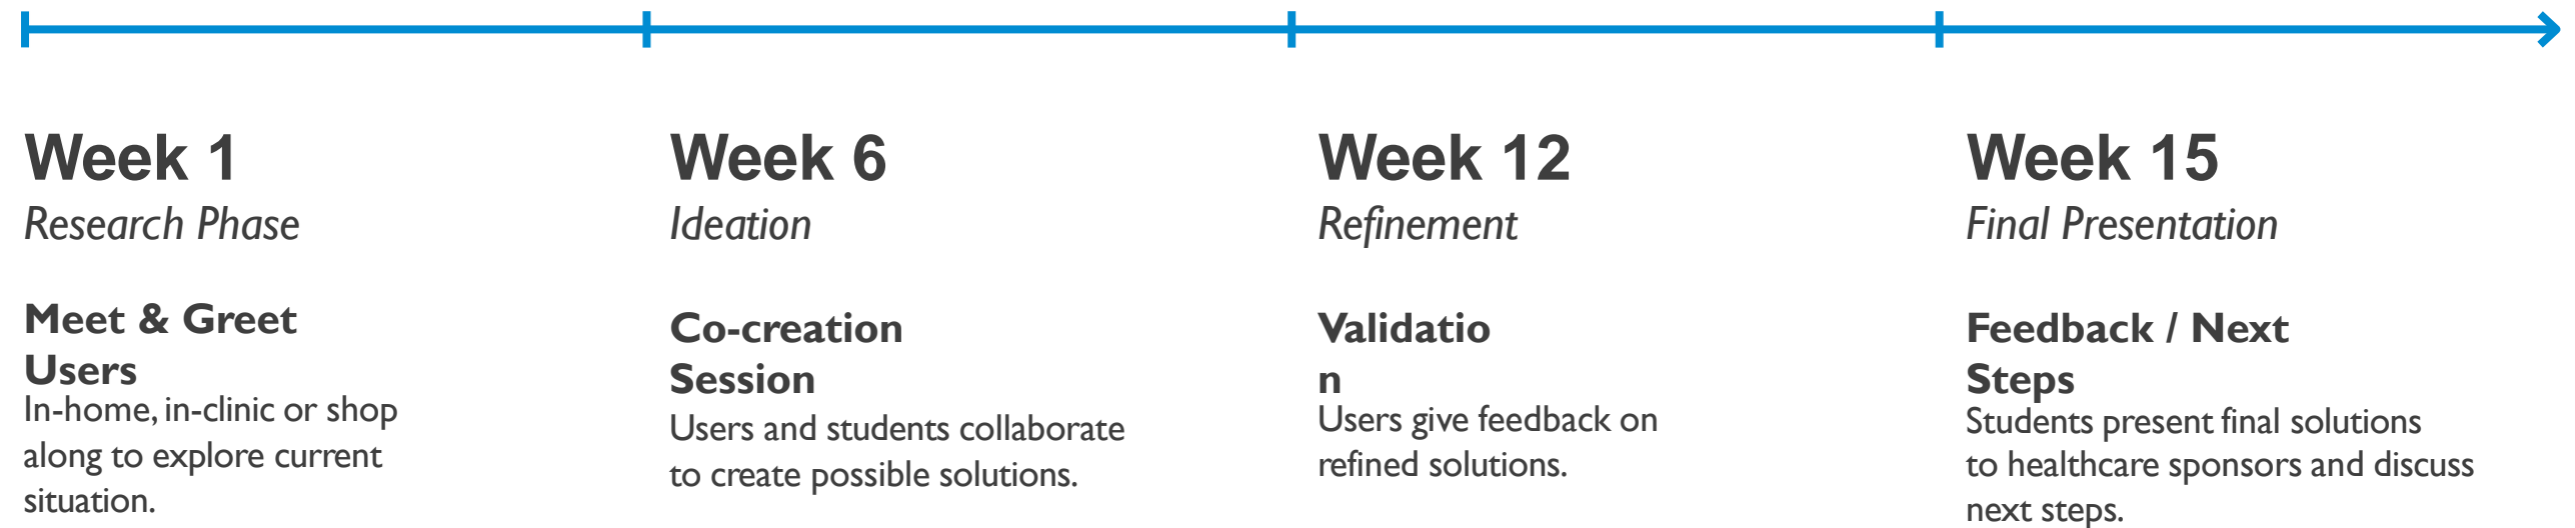 Week 1
Research Phase
Meet & Greet
Users
In-home, in-clinic or shop
along to explore current
situation.
Week 6
Ideation
Co-creation
Session
Users and students collaborate
to create possible solutions.
Week 12
Refinement
Validatio
n
Users give feedback on
refined solutions.
Week 15
Final Presentation
Feedback / Next
Steps
Students present final solutions
to healthcare sponsors and discuss
next steps.